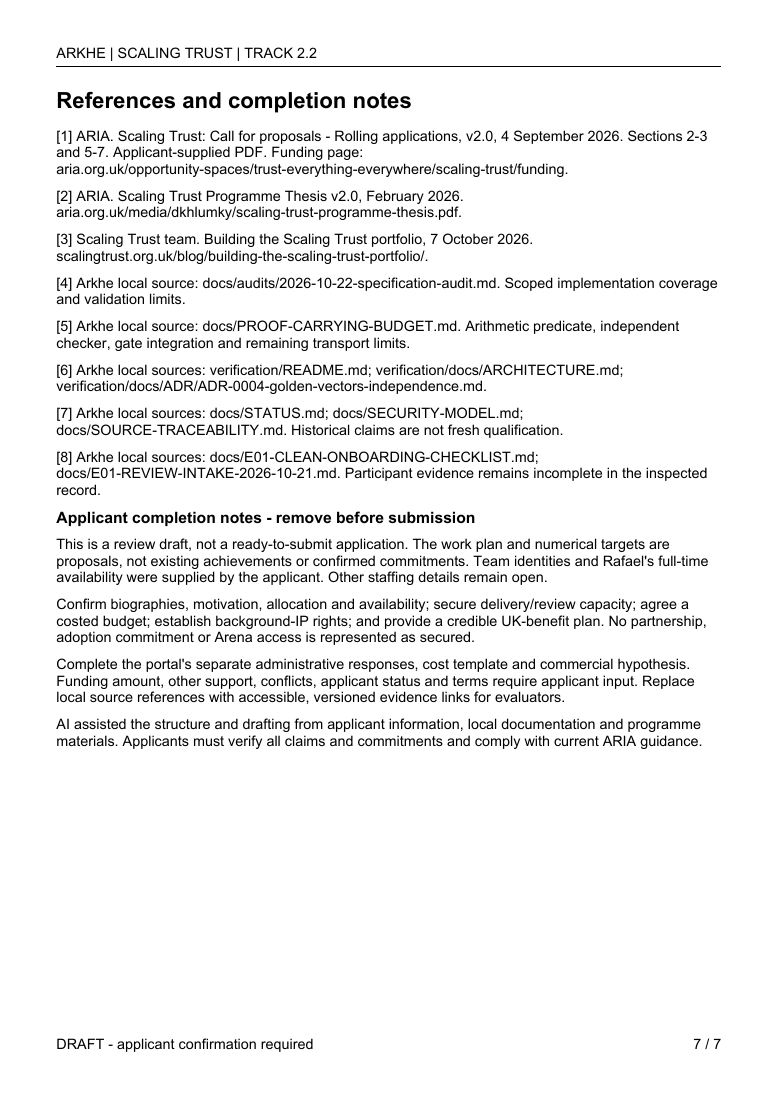 ARKHE | SCALING TRUST | TRACK 2.2
References and completion notes
[1] ARIA. Scaling Trust: Call for proposals - Rolling applications, v2.0, 4 September 2026. Sections 2-3
and 5-7. Applicant-supplied PDF. Funding page:
aria.org.uk/opportunity-spaces/trust-everything-everywhere/scaling-trust/funding.
[2] ARIA. Scaling Trust Programme Thesis v2.0, February 2026.
aria.org.uk/media/dkhlumky/scaling-trust-programme-thesis.pdf.
[3] Scaling Trust team. Building the Scaling Trust portfolio, 7 October 2026.
scalingtrust.org.uk/blog/building-the-scaling-trust-portfolio/.
[4] Arkhe local source: docs/audits/2026-10-22-specification-audit.md. Scoped implementation coverage
and validation limits.
[5] Arkhe local source: docs/PROOF-CARRYING-BUDGET.md. Arithmetic predicate, independent
checker, gate integration and remaining transport limits.
[6] Arkhe local sources: verification/README.md; verification/docs/ARCHITECTURE.md;
verification/docs/ADR/ADR-0004-golden-vectors-independence.md.
[7] Arkhe local sources: docs/STATUS.md; docs/SECURITY-MODEL.md;
docs/SOURCE-TRACEABILITY.md. Historical claims are not fresh qualification.
[8] Arkhe local sources: docs/E01-CLEAN-ONBOARDING-CHECKLIST.md;
docs/E01-REVIEW-INTAKE-2026-10-21.md. Participant evidence remains incomplete in the inspected
record.
Applicant completion notes - remove before submission
This is a review draft, not a ready-to-submit application. The work plan and numerical targets are
proposals, not existing achievements or confirmed commitments. Team identities and Rafael's full-time
availability were supplied by the applicant. Other staffing details remain open.
Confirm biographies, motivation, allocation and availability; secure delivery/review capacity; agree a
costed budget; establish background-IP rights; and provide a credible UK-benefit plan. No partnership,
adoption commitment or Arena access is represented as secured.
Complete the portal's separate administrative responses, cost template and commercial hypothesis.
Funding amount, other support, conflicts, applicant status and terms require applicant input. Replace
local source references with accessible, versioned evidence links for evaluators.
AI assisted the structure and drafting from applicant information, local documentation and programme
materials. Applicants must verify all claims and commitments and comply with current ARIA guidance.
DRAFT - applicant confirmation required
7 / 7